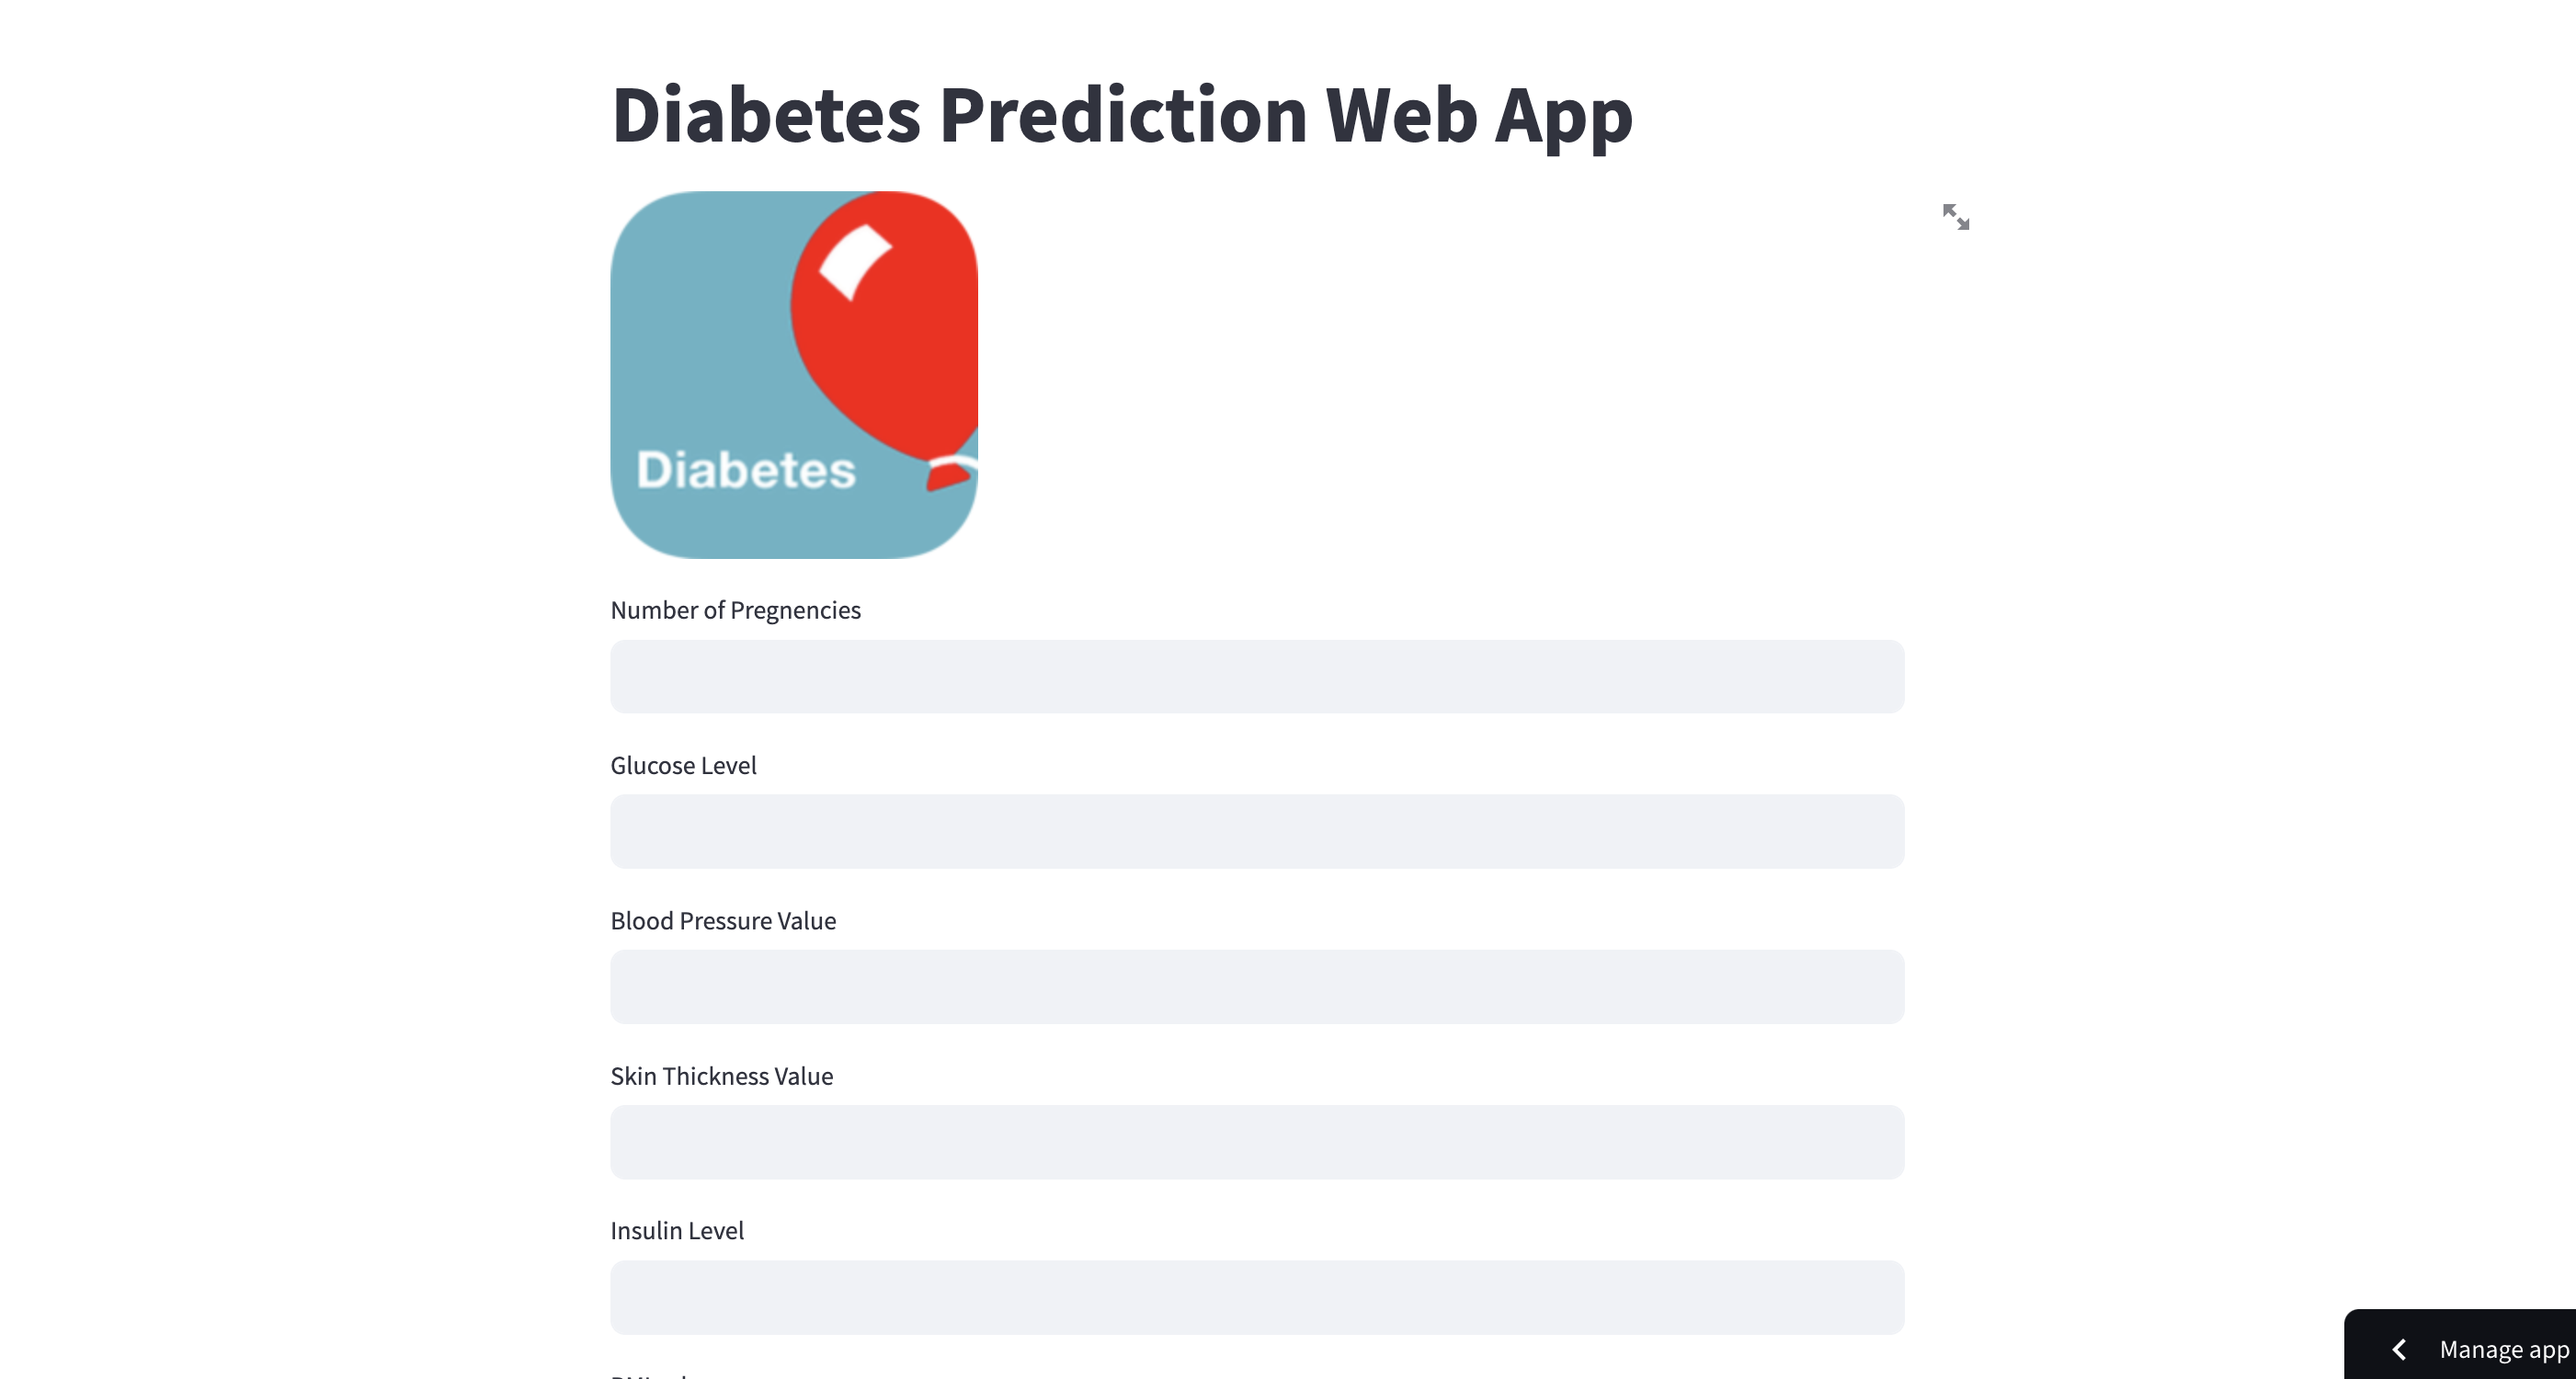 Diabetes Prediction Web App
Diabetes
Number of Pregnencies
Glucose Level
Blood Pressure Value
Skin Thickness Value
Insulin Level
Manage app